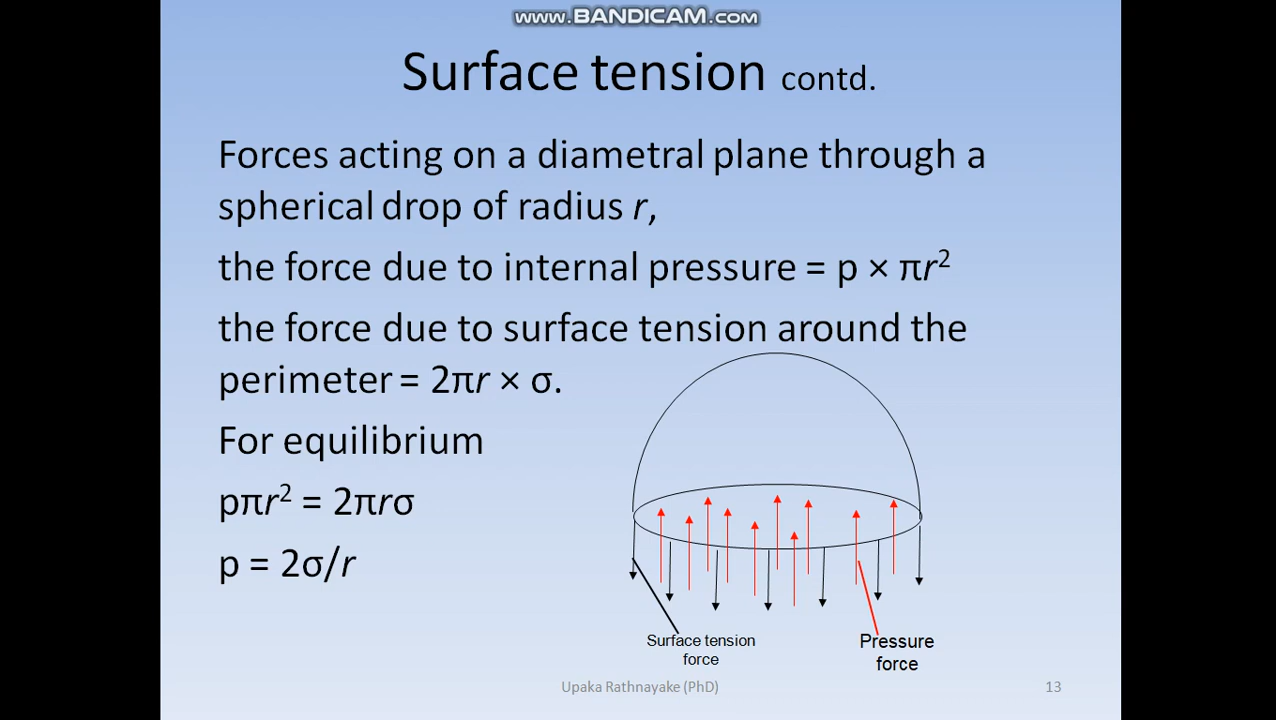 www.BANDICAM.com
Surface tension contd.
Forces acting on a diametral plane through a
spherical drop of radius r,
the force due to internal pressure = p × πr²
the force due to surface tension around the
perimeter = 2πr × σ.
For equilibrium
pπr² = 2πrσ
p = 2σ/r
Surface tension
force
Pressure
force
Upaka Rathnayake (PhD)
13